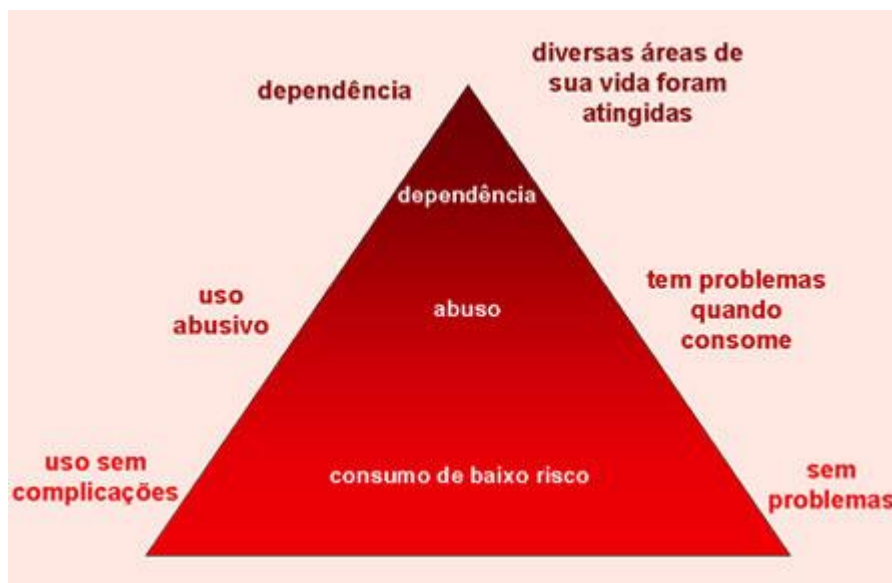 dependência
diversas áreas de
sua vida foram
atingidas
dependência
uso
abusivo
abuso
tem problemas
quando
consome
uso sem
complicações
consumo de baixo risco
sem
problemas